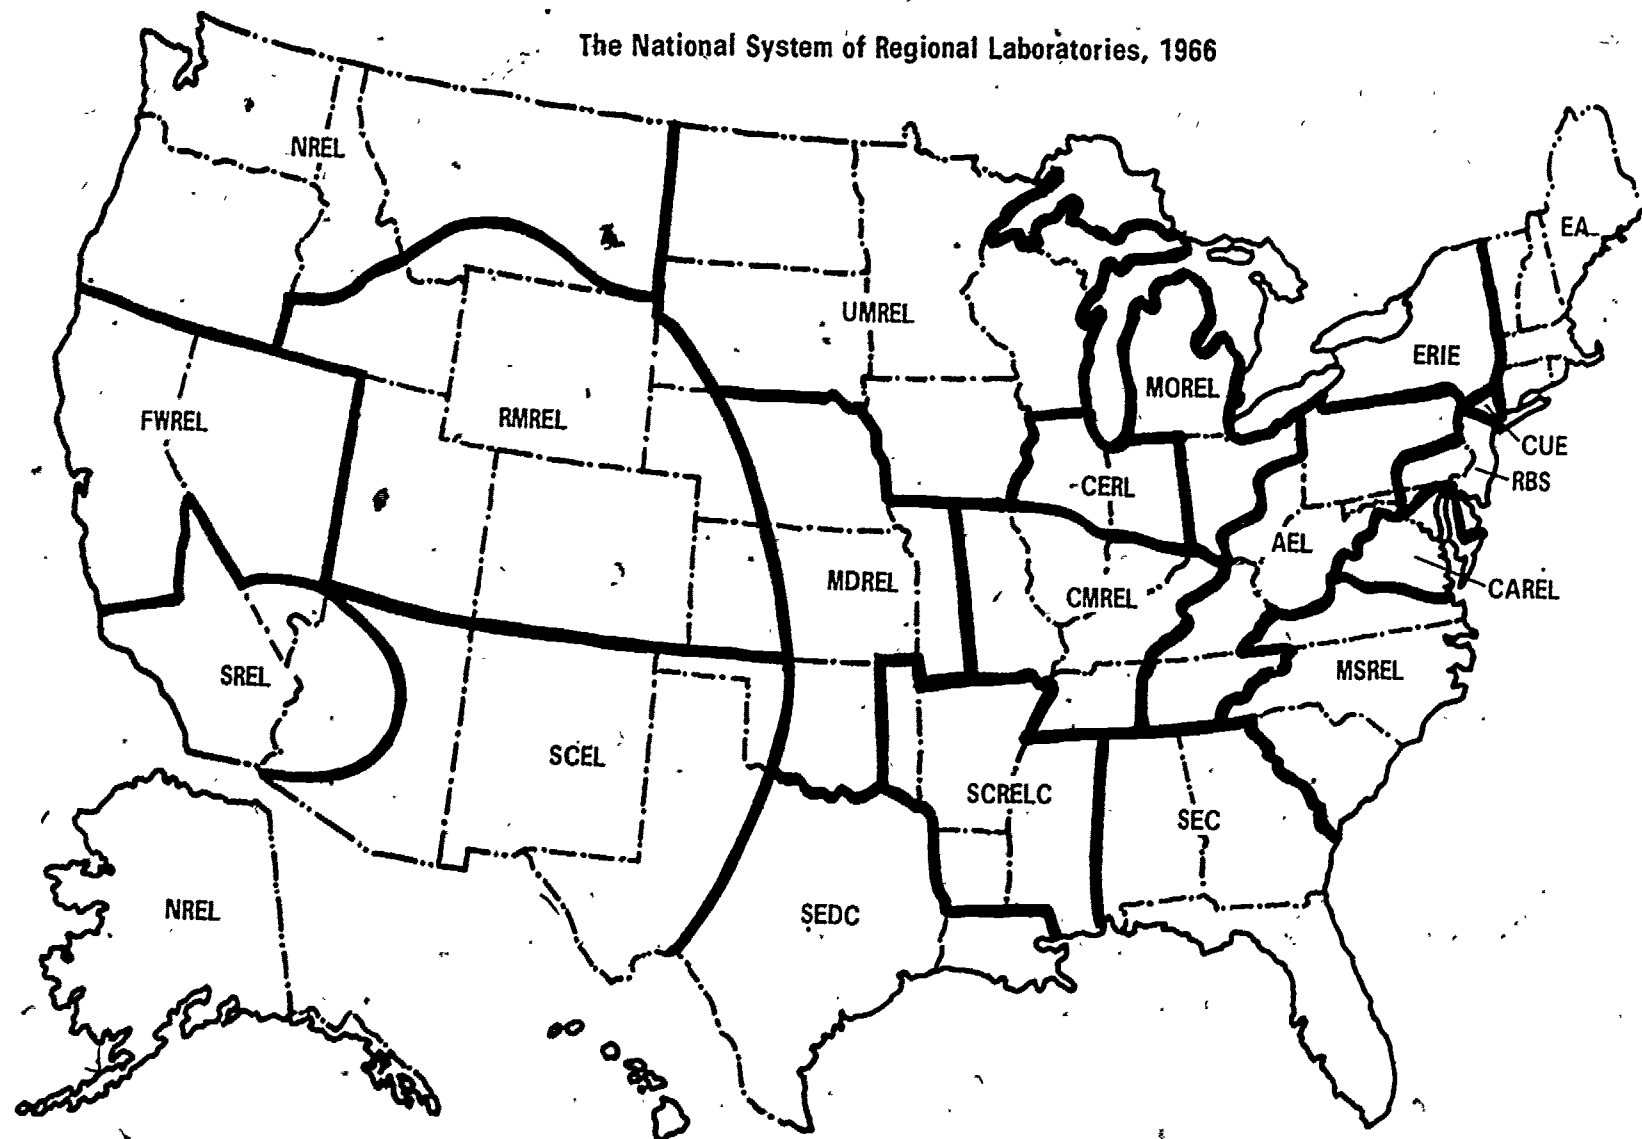 The National System of Regional Laboratories, 1966
NREL
EA
UMREL
ERIE
MOREL
FWREL
RMREL
CUE
CERL
RBS
AEL
MDREL
CAREL
CMREL
SREL
MSREL
SCEL
SCRELC
SEC
NREL
SEDC